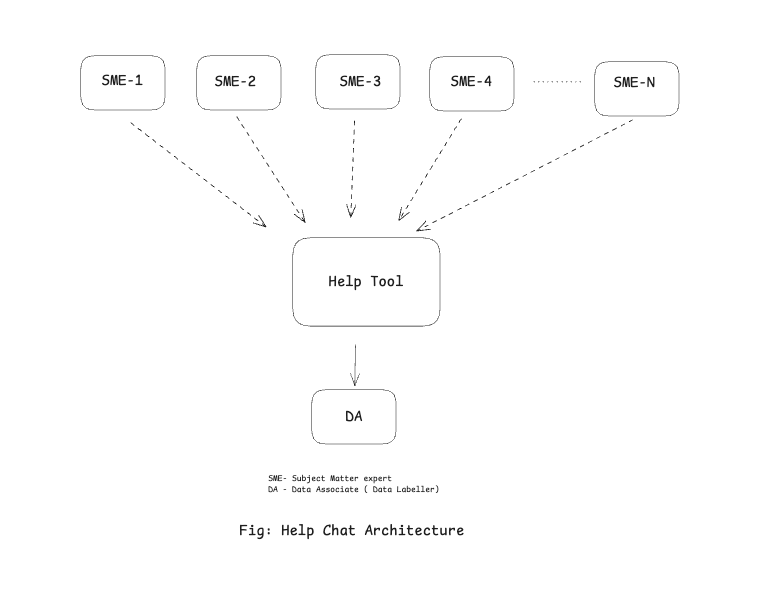 SME-1
SME-2
SME-3
SME-4
SME-N
Help Tool
DA
SME- Subject Matter expert
DA - Data Associate ( Data Labeller)
Fig: Help Chat Architecture